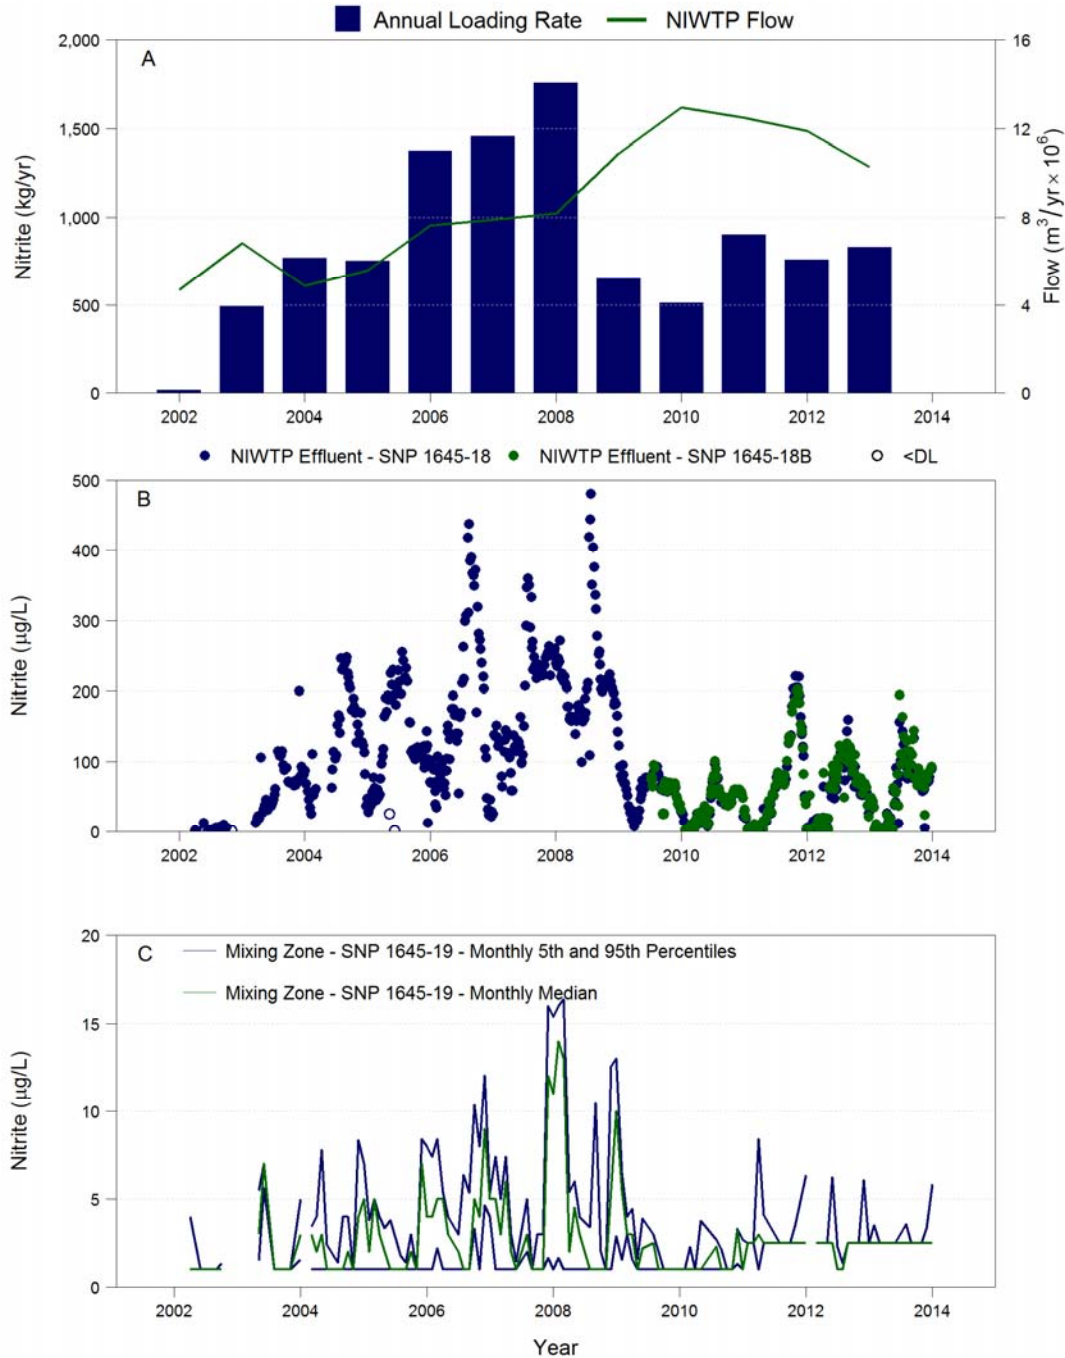 Annual Loading Rate NIWTP Flow
A
2,000
1,500
1,000
500
0
Nitrite (kg/yr)
16
12
8
4
0
Flow (m³/yr × 10⁶)
2002 2004 2006 2008 2010 2012 2014
NIWTP Effluent - SNP 1645-18 NIWTP Effluent - SNP 1645-18B <DL
B
500
400
300
200
100
0
Nitrite (µg/L)
2002 2004 2006 2008 2010 2012 2014
C
Mixing Zone - SNP 1645-19 - Monthly 5th and 95th Percentiles
Mixing Zone - SNP 1645-19 - Monthly Median
20
15
10
5
0
Nitrite (µg/L)
2002 2004 2006 2008 2010 2012 2014
Year